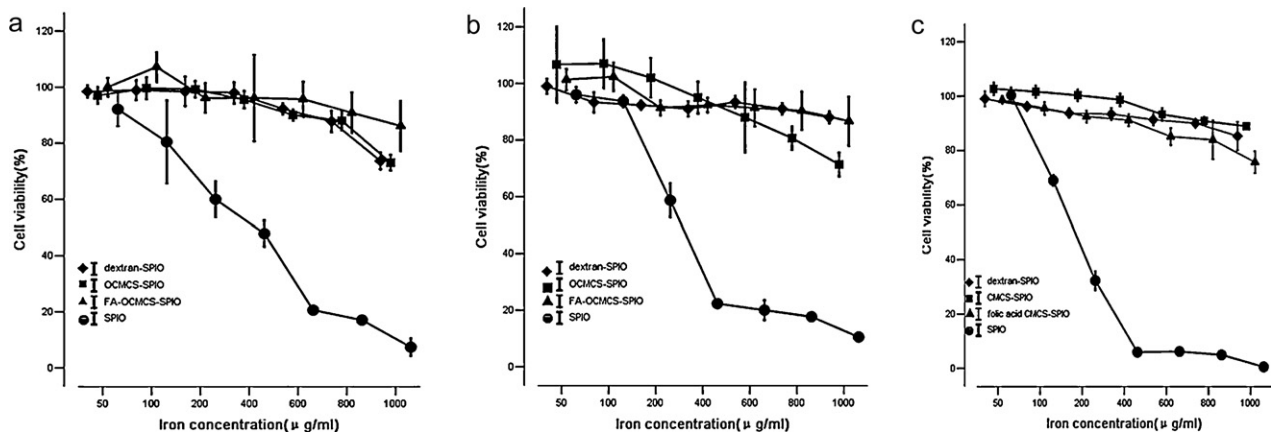 a
120
100
80
60
40
20
0
Cell viability(%)
dextran-SPIO
OCMCS-SPIO
FA-OCMCS-SPIO
SPIO
50 100 200 400 600 800 1000
Iron concentration(μ g/ml)
b
120
100
80
60
40
20
0
Cell viability(%)
dextran-SPIO
OCMCS-SPIO
FA-OCMCS-SPIO
SPIO
50 100 200 400 600 800 1000
Iron concentration(μ g/ml)
c
120
100
80
60
40
20
0
Cell viability(%)
dextran-SPIO
CMCS-SPIO
folic acid CMCS-SPIO
SPIO
50 100 200 400 600 800 1000
Iron concentration(μ g/ml)